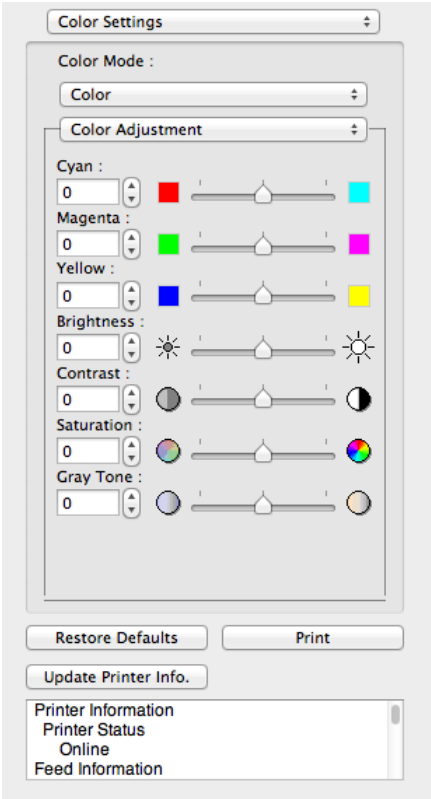 Color Settings
Color Mode :
Color
Color Adjustment
Cyan :
0
Magenta :
0
Yellow :
0
Brightness :
0
Contrast :
0
Saturation :
0
Gray Tone :
0
Restore Defaults
Print
Update Printer Info.
Printer Information
Printer Status
Online
Feed Information